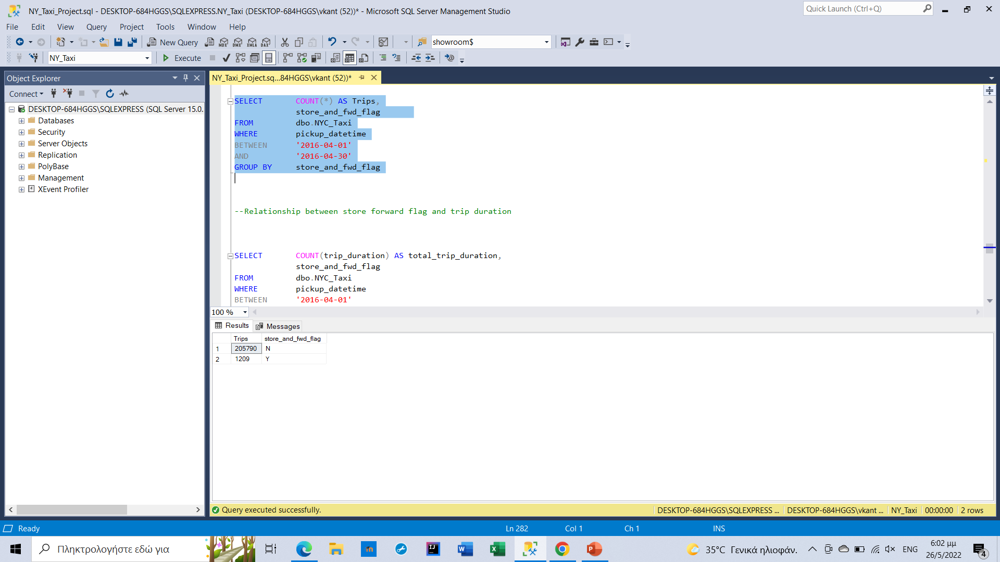 NY_Taxi_Project.sql - DESKTOP-684HGGS\SQLEXPRESS.NY_Taxi (DESKTOP-684HGGS\vkant (52))* - Microsoft SQL Server Management Studio
Quick Launch (Ctrl+Q)
File Edit View Query Project Tools Window Help
New Query MDX DMX XMLA DAX showroom$
NY_Taxi Execute
Object Explorer
NY_Taxi_Project.sq...84HGGS\vkant (52))*
Connect
DESKTOP-684HGGS\SQLEXPRESS (SQL Server 15.0.
Databases
Security
Server Objects
Replication
PolyBase
Management
XEvent Profiler
SELECT COUNT(*) AS Trips,
store_and_fwd_flag
FROM dbo.NYC_Taxi
WHERE pickup_datetime
BETWEEN '2016-04-01'
AND '2016-04-30'
GROUP BY store_and_fwd_flag
--Relationship between store forward flag and trip duration
SELECT COUNT(trip_duration) AS total_trip_duration,
store_and_fwd_flag
FROM dbo.NYC_Taxi
WHERE pickup_datetime
BETWEEN '2016-04-01'
100 %
Results Messages
Trips store_and_fwd_flag
1 205790 N
2 1209 Y
Query executed successfully.
DESKTOP-684HGGS\SQLEXPRESS ... DESKTOP-684HGGS\vkant ... NY_Taxi 00:00:00 2 rows
Ready Ln 282 Col 1 Ch 1 INS
Πληκτρολογήστε εδώ για
35°C Γενικά ηλιοφάν. ENG
6:02 μμ
26/5/2022
4